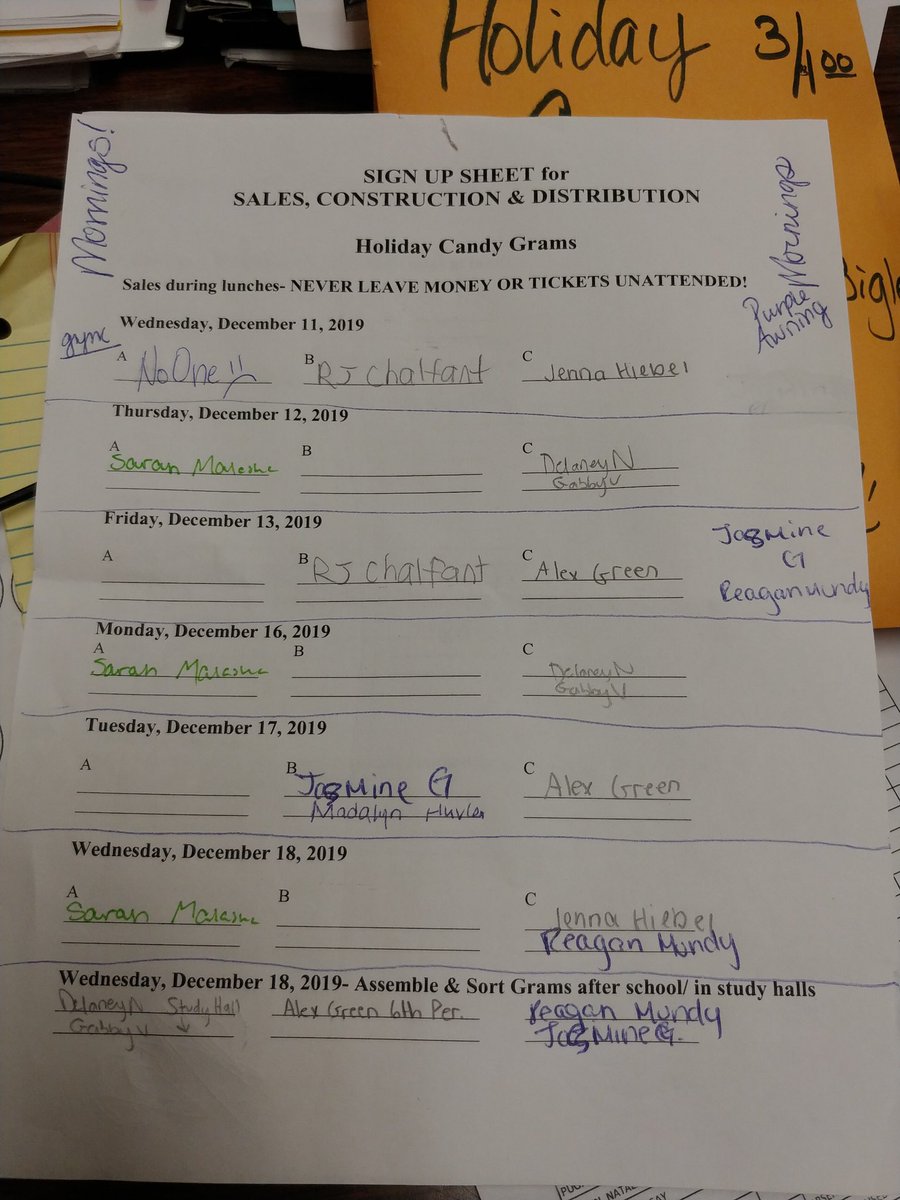 Holiday 3/$1.00
Mornings!
SIGN UP SHEET for
SALES, CONSTRUCTION & DISTRIBUTION
Holiday Candy Grams
Mornings
Purple
Awning
Sales during lunches- NEVER LEAVE MONEY OR TICKETS UNATTENDED!
Wednesday, December 11, 2019
gym
A No One!! B RJ Chalfant C Jenna Hiebel
Thursday, December 12, 2019
A Sarah B C Delaney N
Gabby V
Friday, December 13, 2019
A B RJ Chalfant C Alex Green
Jasmine
G
Reagan Mundy
Monday, December 16, 2019
A Sarah B C Delaney N
Gabby V
Tuesday, December 17, 2019
A B Jasmine G C Alex Green
Madalyn
Wednesday, December 18, 2019
A Sarah B C Jenna Hiebel
Reagan Mundy
Wednesday, December 18, 2019- Assemble & Sort Grams after school/ in study halls
Delaney N Study Hall Alex Green 6th Per. Reagan Mundy
Gabby V ↓ Jasmine G.